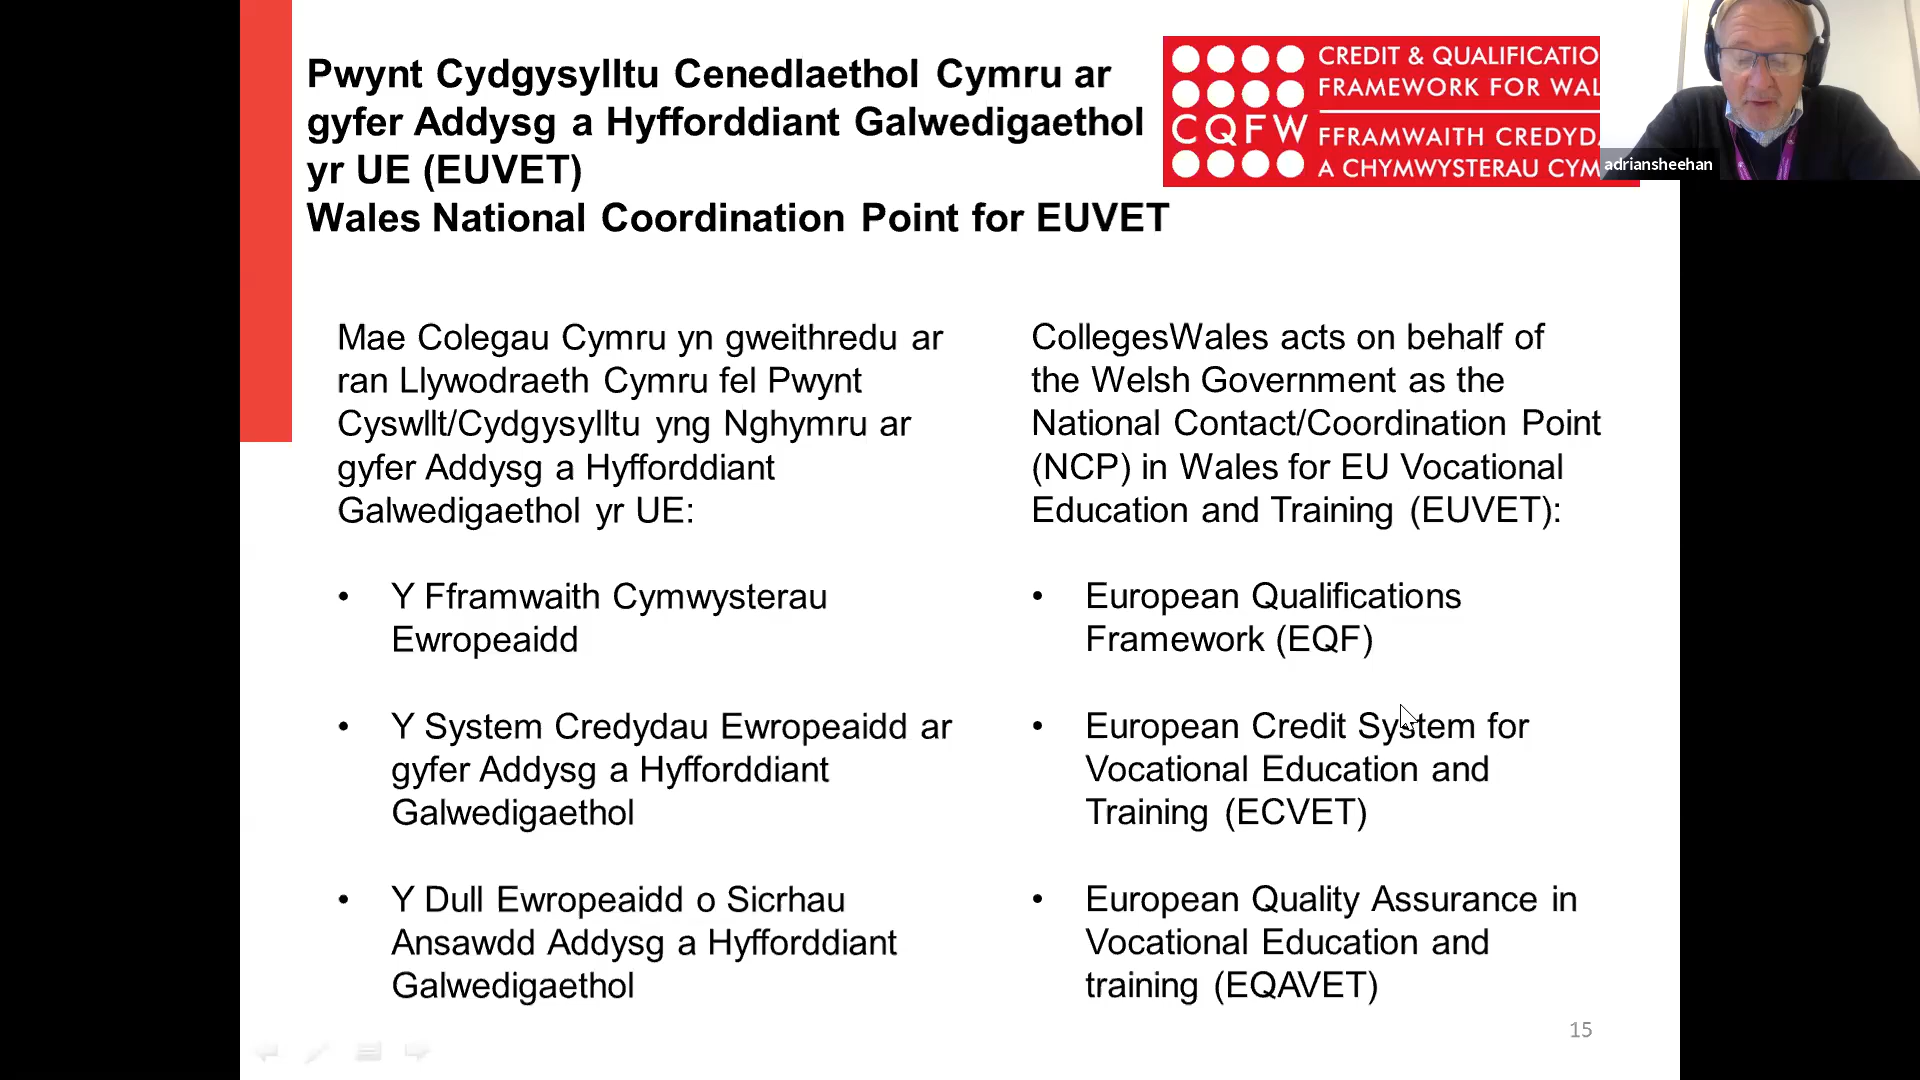 Pwynt Cydgysylltu Cenedlaethol Cymru ar
gyfer Addysg a Hyfforddiant Galwedigaethol
yr UE (EUVET)
Wales National Coordination Point for EUVET
CREDIT & QUALIFICATIO
FRAMEWORK FOR WAL
CQFW
FFRAMWAITH CREDYD
A CHYMWYSTERAU CYM
adriansheehan
Mae Colegau Cymru yn gweithredu ar
ran Llywodraeth Cymru fel Pwynt
Cyswllt/Cydgysylltu yng Nghymru ar
gyfer Addysg a Hyfforddiant
Galwedigaethol yr UE:
• Y Fframwaith Cymwysterau
Ewropeaidd
• Y System Credydau Ewropeaidd ar
gyfer Addysg a Hyfforddiant
Galwedigaethol
• Y Dull Ewropeaidd o Sicrhau
Ansawdd Addysg a Hyfforddiant
Galwedigaethol
CollegesWales acts on behalf of
the Welsh Government as the
National Contact/Coordination Point
(NCP) in Wales for EU Vocational
Education and Training (EUVET):
• European Qualifications
Framework (EQF)
• European Credit System for
Vocational Education and
Training (ECVET)
• European Quality Assurance in
Vocational Education and
training (EQAVET)
15